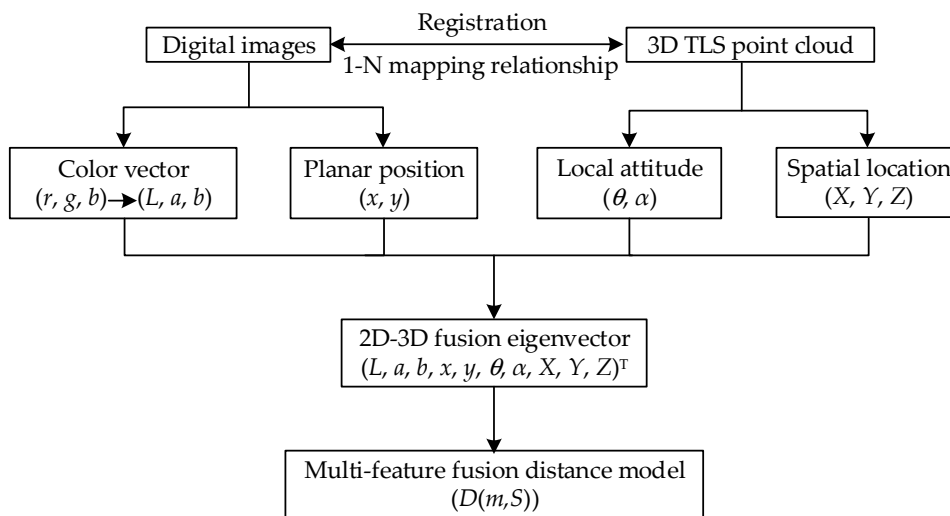 Registration
Digital images
3D TLS point cloud
1-N mapping relationship
Color vector
(r, g, b)→(L, a, b)
Planar position
(x, y)
Local attitude
(θ, α)
Spatial location
(X, Y, Z)
2D-3D fusion eigenvector
(L, a, b, x, y, θ, α, X, Y, Z)ᵀ
Multi-feature fusion distance model
(D(m,S))